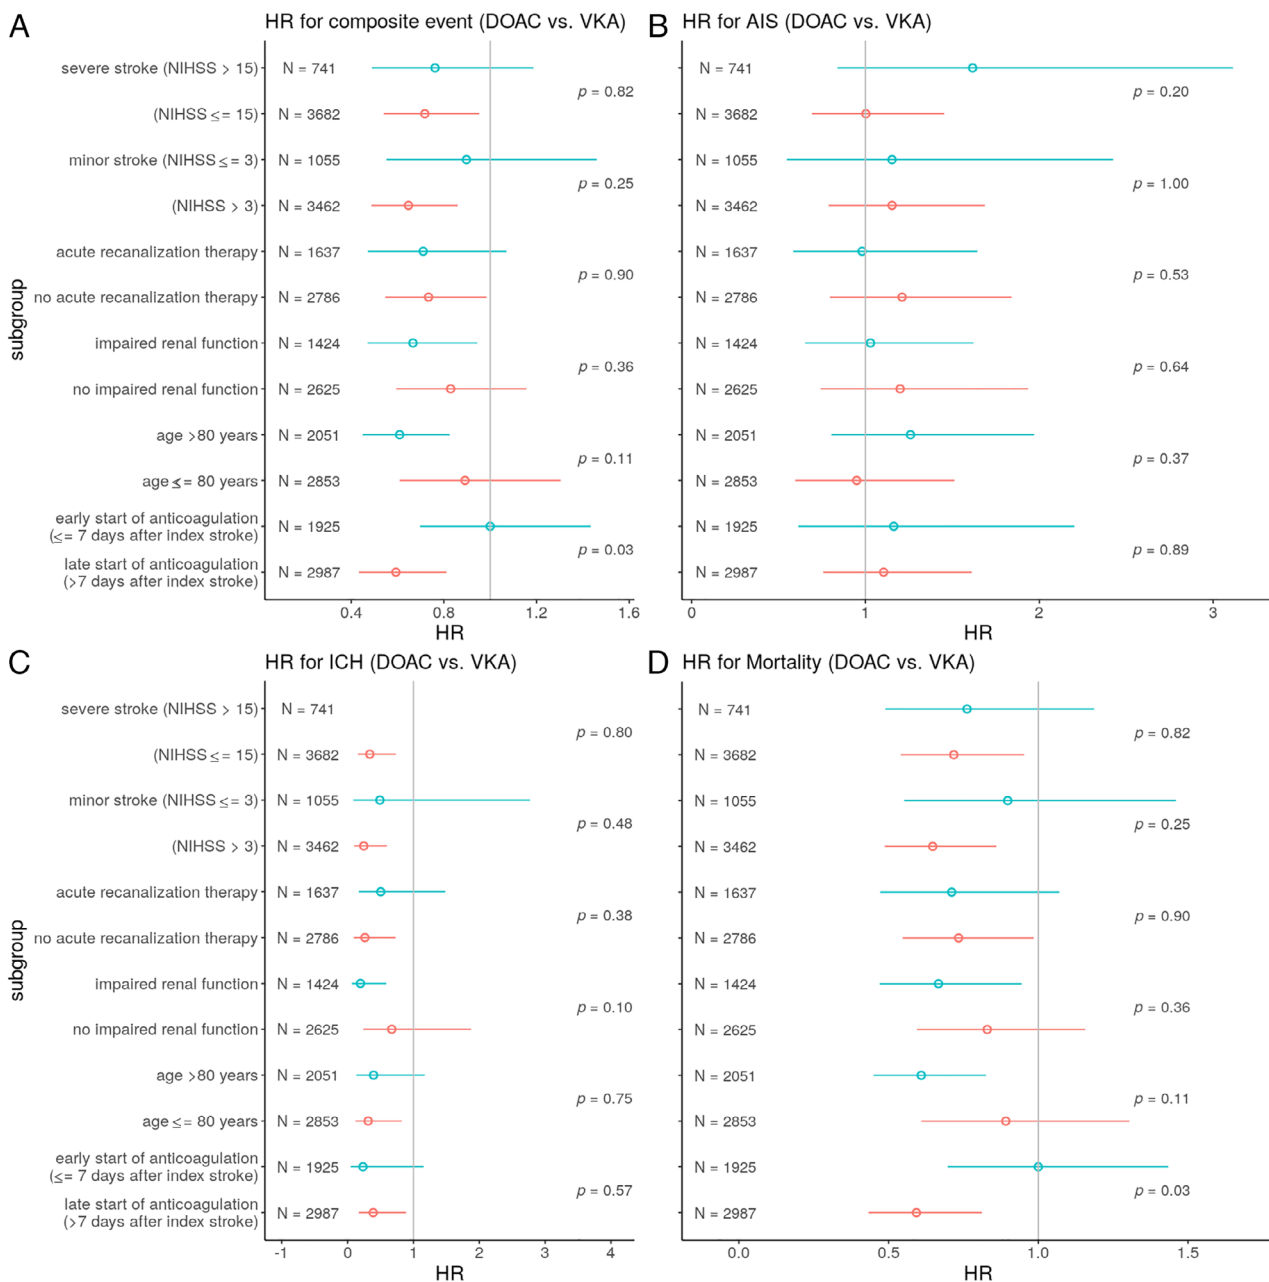 A
HR for composite event (DOAC vs. VKA)
severe stroke (NIHSS > 15)
N = 741
p = 0.82
(NIHSS <= 15)
N = 3682
minor stroke (NIHSS <= 3)
N = 1055
p = 0.25
(NIHSS > 3)
N = 3462
acute recanalization therapy
N = 1637
p = 0.90
no acute recanalization therapy
N = 2786
impaired renal function
N = 1424
p = 0.36
no impaired renal function
N = 2625
age >80 years
N = 2051
p = 0.11
age <= 80 years
N = 2853
early start of anticoagulation
(<= 7 days after index stroke)
N = 1925
p = 0.03
late start of anticoagulation
(>7 days after index stroke)
N = 2987
subgroup
0.4 0.8 1.2 1.6
HR
B
HR for AIS (DOAC vs. VKA)
N = 741
p = 0.20
N = 3682
N = 1055
p = 1.00
N = 3462
N = 1637
p = 0.53
N = 2786
N = 1424
p = 0.64
N = 2625
N = 2051
p = 0.37
N = 2853
N = 1925
p = 0.89
N = 2987
0 1 2 3
HR
C
HR for ICH (DOAC vs. VKA)
severe stroke (NIHSS > 15)
N = 741
p = 0.80
(NIHSS <= 15)
N = 3682
minor stroke (NIHSS <= 3)
N = 1055
p = 0.48
(NIHSS > 3)
N = 3462
acute recanalization therapy
N = 1637
p = 0.38
no acute recanalization therapy
N = 2786
impaired renal function
N = 1424
p = 0.10
no impaired renal function
N = 2625
age >80 years
N = 2051
p = 0.75
age <= 80 years
N = 2853
early start of anticoagulation
(<= 7 days after index stroke)
N = 1925
p = 0.57
late start of anticoagulation
(>7 days after index stroke)
N = 2987
subgroup
-1 0 1 2 3 4
HR
D
HR for Mortality (DOAC vs. VKA)
N = 741
p = 0.82
N = 3682
N = 1055
p = 0.25
N = 3462
N = 1637
p = 0.90
N = 2786
N = 1424
p = 0.36
N = 2625
N = 2051
p = 0.11
N = 2853
N = 1925
p = 0.03
N = 2987
0.0 0.5 1.0 1.5
HR